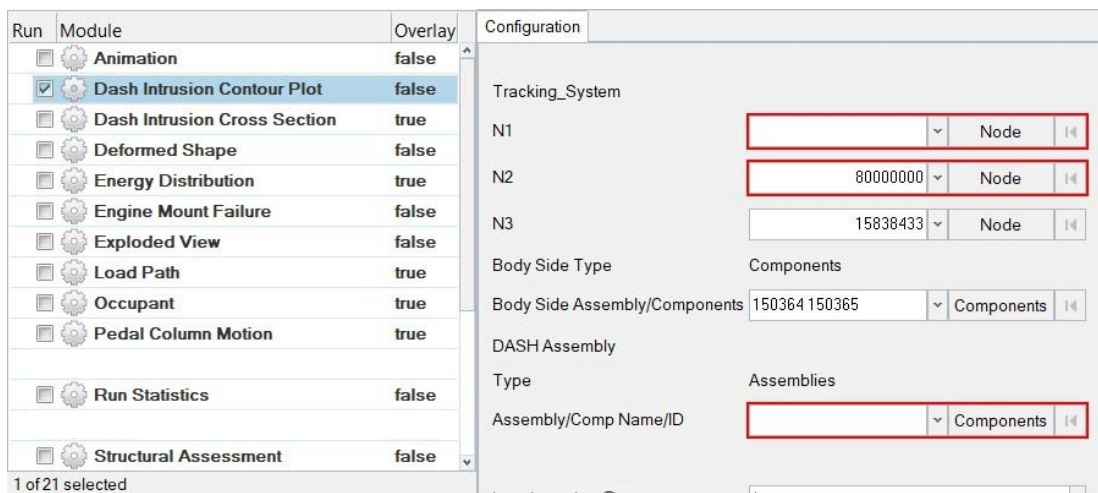 Run Module Overlay
Animation false
Dash Intrusion Contour Plot false
Dash Intrusion Cross Section true
Deformed Shape false
Energy Distribution true
Engine Mount Failure false
Exploded View false
Load Path true
Occupant true
Pedal Column Motion true
Run Statistics false
Structural Assessment false
1 of 21 selected
Configuration
Tracking_System
N1 Node
N2 80000000 Node
N3 15838433 Node
Body Side Type Components
Body Side Assembly/Components 150364 150365 Components
DASH Assembly
Type Assemblies
Assembly/Comp Name/ID Components